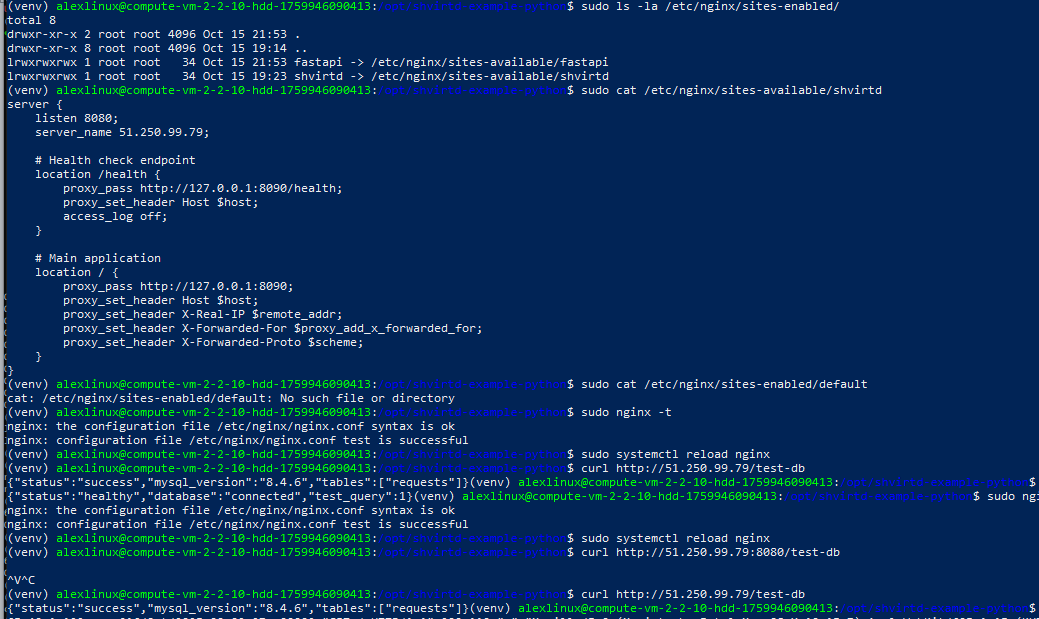 (venv) alexlinux@compute-vm-2-2-10-hdd-1759946090413:/opt/shvirtd-example-python$ sudo ls -la /etc/nginx/sites-enabled/
total 8
drwxr-xr-x 2 root root 4096 Oct 15 21:53 .
drwxr-xr-x 8 root root 4096 Oct 15 19:14 ..
lrwxrwxrwx 1 root root   34 Oct 15 21:53 fastapi -> /etc/nginx/sites-available/fastapi
lrwxrwxrwx 1 root root   34 Oct 15 19:23 shvirtd -> /etc/nginx/sites-available/shvirtd
(venv) alexlinux@compute-vm-2-2-10-hdd-1759946090413:/opt/shvirtd-example-python$ sudo cat /etc/nginx/sites-available/shvirtd
server {
    listen 8080;
    server_name 51.250.99.79;

    # Health check endpoint
    location /health {
        proxy_pass http://127.0.0.1:8090/health;
        proxy_set_header Host $host;
        access_log off;
    }

    # Main application
    location / {
        proxy_pass http://127.0.0.1:8090;
        proxy_set_header Host $host;
        proxy_set_header X-Real-IP $remote_addr;
        proxy_set_header X-Forwarded-For $proxy_add_x_forwarded_for;
        proxy_set_header X-Forwarded-Proto $scheme;
    }
}
(venv) alexlinux@compute-vm-2-2-10-hdd-1759946090413:/opt/shvirtd-example-python$ sudo cat /etc/nginx/sites-enabled/default
cat: /etc/nginx/sites-enabled/default: No such file or directory
(venv) alexlinux@compute-vm-2-2-10-hdd-1759946090413:/opt/shvirtd-example-python$ sudo nginx -t
nginx: the configuration file /etc/nginx/nginx.conf syntax is ok
nginx: configuration file /etc/nginx/nginx.conf test is successful
(venv) alexlinux@compute-vm-2-2-10-hdd-1759946090413:/opt/shvirtd-example-python$ sudo systemctl reload nginx
(venv) alexlinux@compute-vm-2-2-10-hdd-1759946090413:/opt/shvirtd-example-python$ curl http://51.250.99.79/test-db
{"status":"success","mysql_version":"8.4.6","tables":["requests"]}(venv) alexlinux@compute-vm-2-2-10-hdd-1759946090413:/opt/shvirtd-example-python$
{"status":"healthy","database":"connected","test_query":1}(venv) alexlinux@compute-vm-2-2-10-hdd-1759946090413:/opt/shvirtd-example-python$ sudo ngi
nginx: the configuration file /etc/nginx/nginx.conf syntax is ok
nginx: configuration file /etc/nginx/nginx.conf test is successful
(venv) alexlinux@compute-vm-2-2-10-hdd-1759946090413:/opt/shvirtd-example-python$ sudo systemctl reload nginx
(venv) alexlinux@compute-vm-2-2-10-hdd-1759946090413:/opt/shvirtd-example-python$ curl http://51.250.99.79:8080/test-db

^V^C
(venv) alexlinux@compute-vm-2-2-10-hdd-1759946090413:/opt/shvirtd-example-python$ curl http://51.250.99.79/test-db
{"status":"success","mysql_version":"8.4.6","tables":["requests"]}(venv) alexlinux@compute-vm-2-2-10-hdd-1759946090413:/opt/shvirtd-example-python$